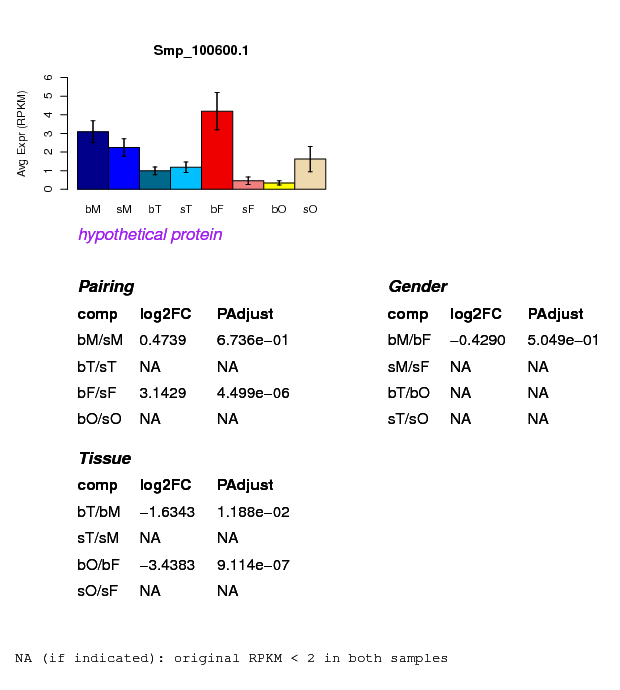 Smp_100600.1
Avg Expr (RPKM)
0 1 2 3 4 5 6
bM sM bT sT bF sF bO sO
hypothetical protein
Pairing
comp log2FC PAdjust
bM/sM 0.4739 6.736e−01
bT/sT NA NA
bF/sF 3.1429 4.499e−06
bO/sO NA NA
Gender
comp log2FC PAdjust
bM/bF −0.4290 5.049e−01
sM/sF NA NA
bT/bO NA NA
sT/sO NA NA
Tissue
comp log2FC PAdjust
bT/bM −1.6343 1.188e−02
sT/sM NA NA
bO/bF −3.4383 9.114e−07
sO/sF NA NA
NA (if indicated): original RPKM < 2 in both samples